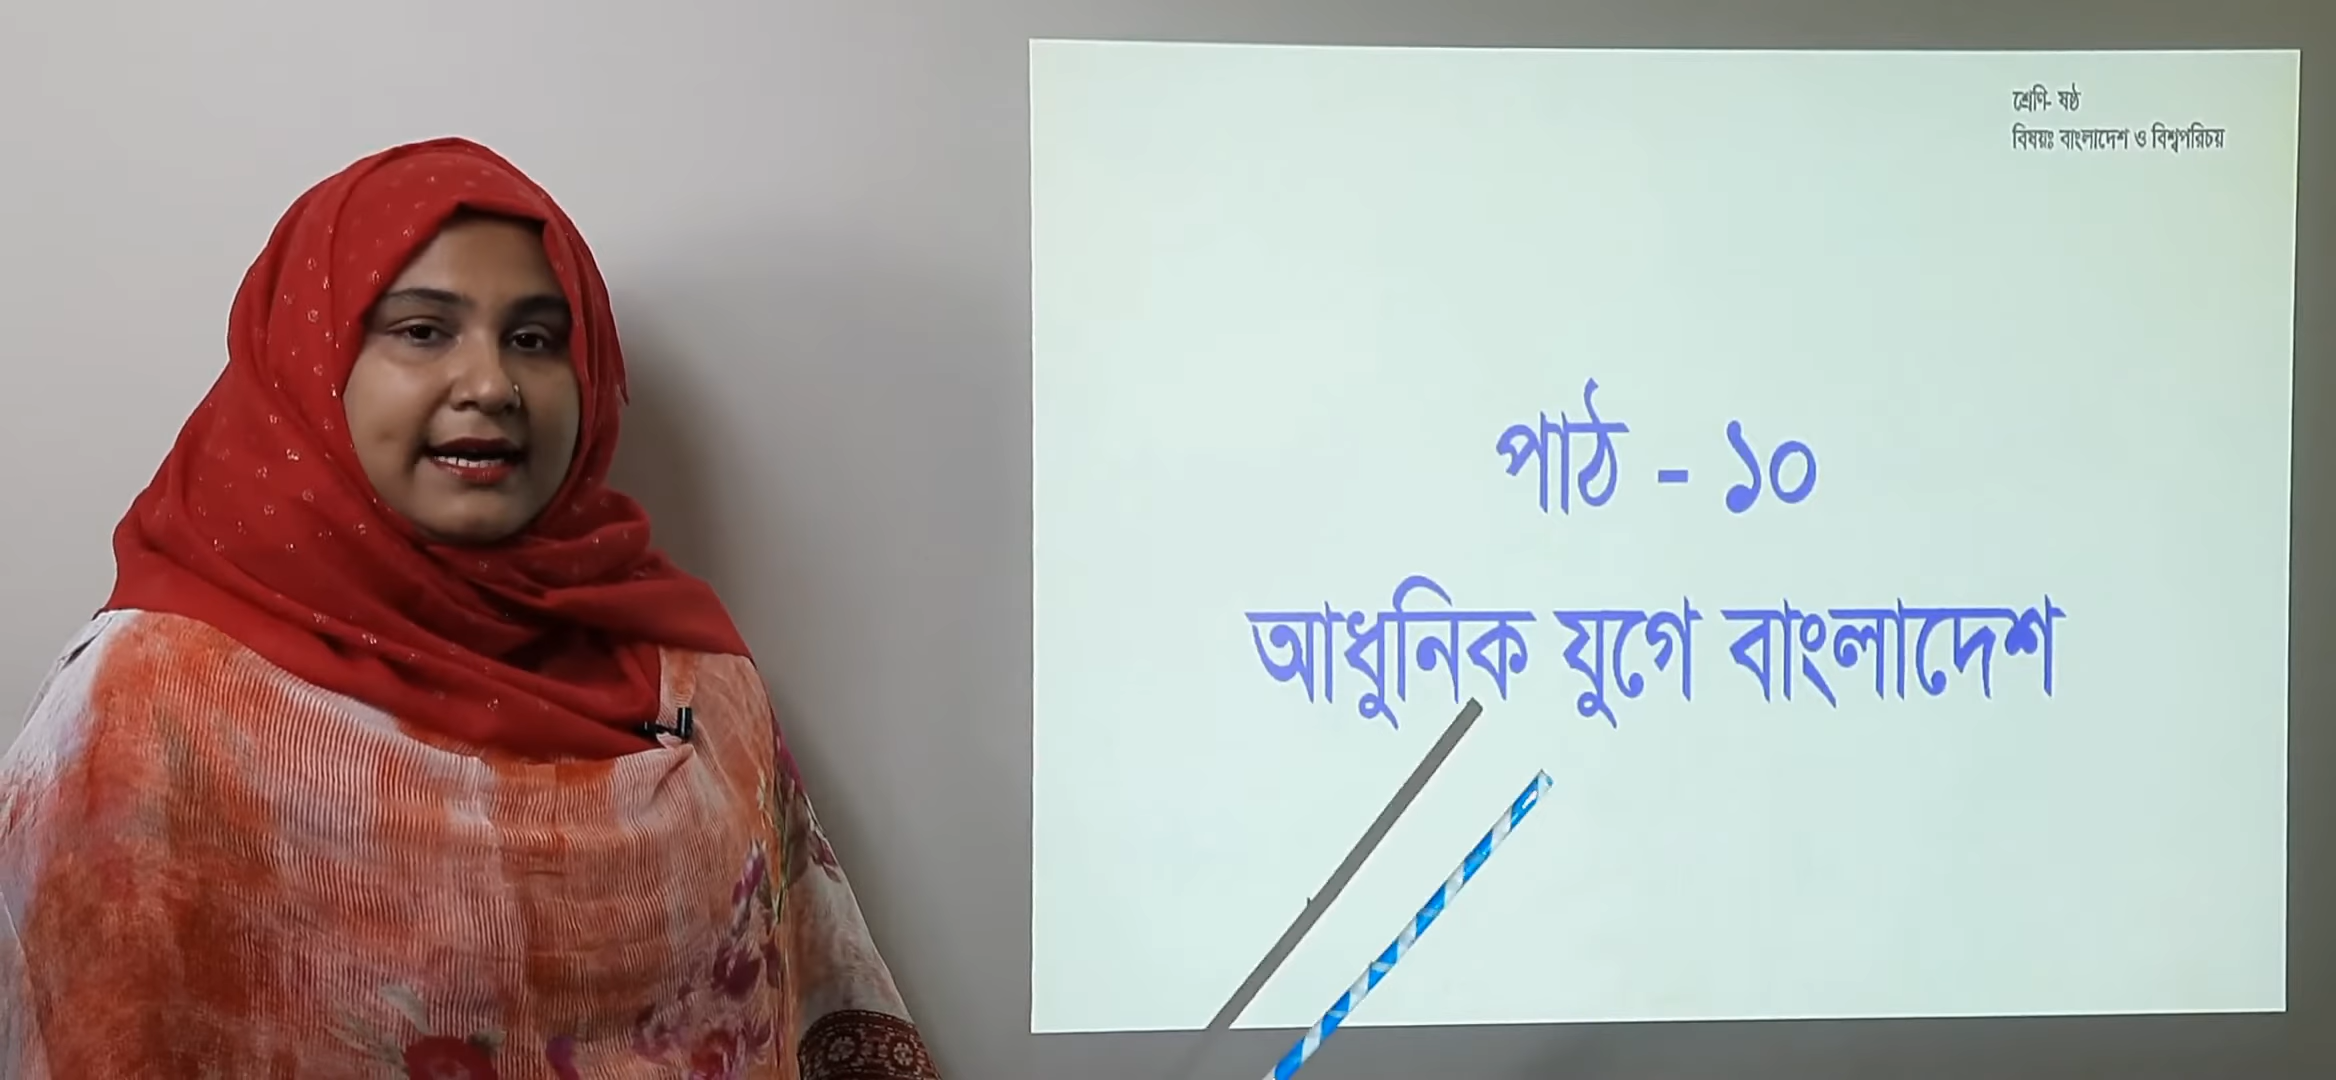 শ্রেণি- ষষ্ঠ
বিষয়ঃ বাংলাদেশ ও বিশ্বপরিচয়
পাঠ - ১০
আধুনিক যুগে বাংলাদেশ